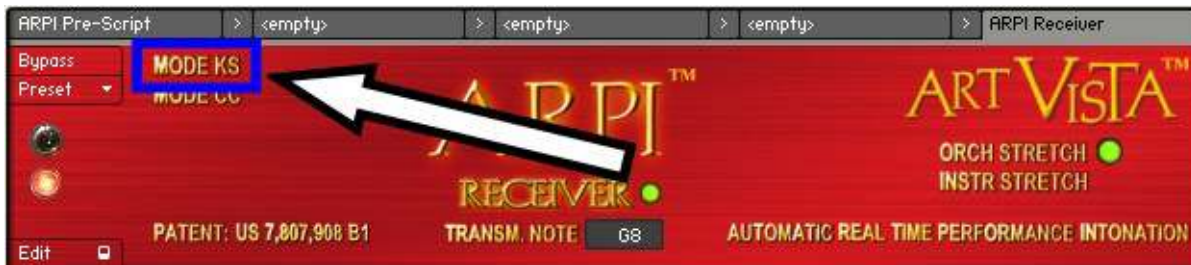 ARPI Pre-Script > <empty> > <empty> > <empty> > ARPI Receiver
Bypass
Preset
MODE KS
MODE CC
ARPI™
RECEIVER
ART VISTA™
ORCH STRETCH
INSTR STRETCH
PATENT: US 7,807,908 B1
TRANSM. NOTE G8
AUTOMATIC REAL TIME PERFORMANCE INTONATION
Edit